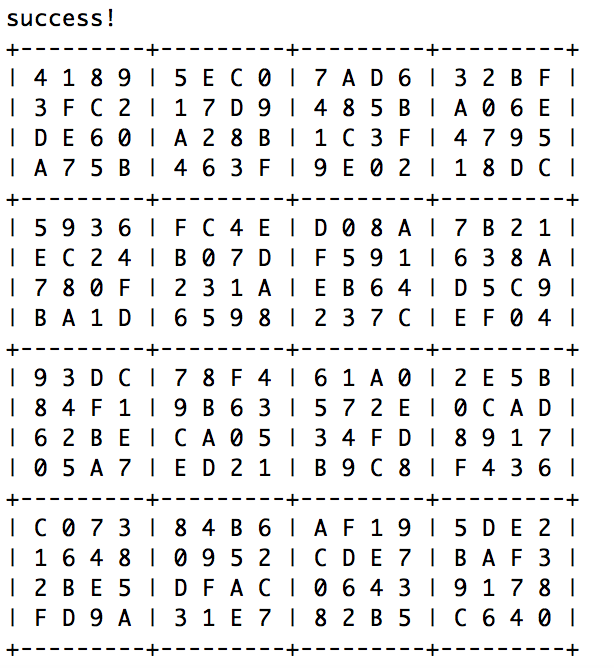 success!
+---------+---------+---------+---------+
| 4 1 8 9 | 5 E C 0 | 7 A D 6 | 3 2 B F |
| 3 F C 2 | 1 7 D 9 | 4 8 5 B | A 0 6 E |
| D E 6 0 | A 2 8 B | 1 C 3 F | 4 7 9 5 |
| A 7 5 B | 4 6 3 F | 9 E 0 2 | 1 8 D C |
+---------+---------+---------+---------+
| 5 9 3 6 | F C 4 E | D 0 8 A | 7 B 2 1 |
| E C 2 4 | B 0 7 D | F 5 9 1 | 6 3 8 A |
| 7 8 0 F | 2 3 1 A | E B 6 4 | D 5 C 9 |
| B A 1 D | 6 5 9 8 | 2 3 7 C | E F 0 4 |
+---------+---------+---------+---------+
| 9 3 D C | 7 8 F 4 | 6 1 A 0 | 2 E 5 B |
| 8 4 F 1 | 9 B 6 3 | 5 7 2 E | 0 C A D |
| 6 2 B E | C A 0 5 | 3 4 F D | 8 9 1 7 |
| 0 5 A 7 | E D 2 1 | B 9 C 8 | F 4 3 6 |
+---------+---------+---------+---------+
| C 0 7 3 | 8 4 B 6 | A F 1 9 | 5 D E 2 |
| 1 6 4 8 | 0 9 5 2 | C D E 7 | B A F 3 |
| 2 B E 5 | D F A C | 0 6 4 3 | 9 1 7 8 |
| F D 9 A | 3 1 E 7 | 8 2 B 5 | C 6 4 0 |
+---------+---------+---------+---------+